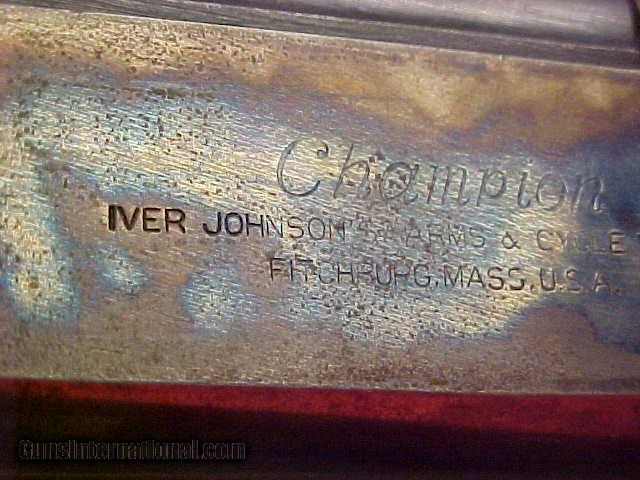 Champion
IVER JOHNSON'S ARMS & CYCLE
FITCHBURG, MASS. U.S.A.
GunsInternational.com